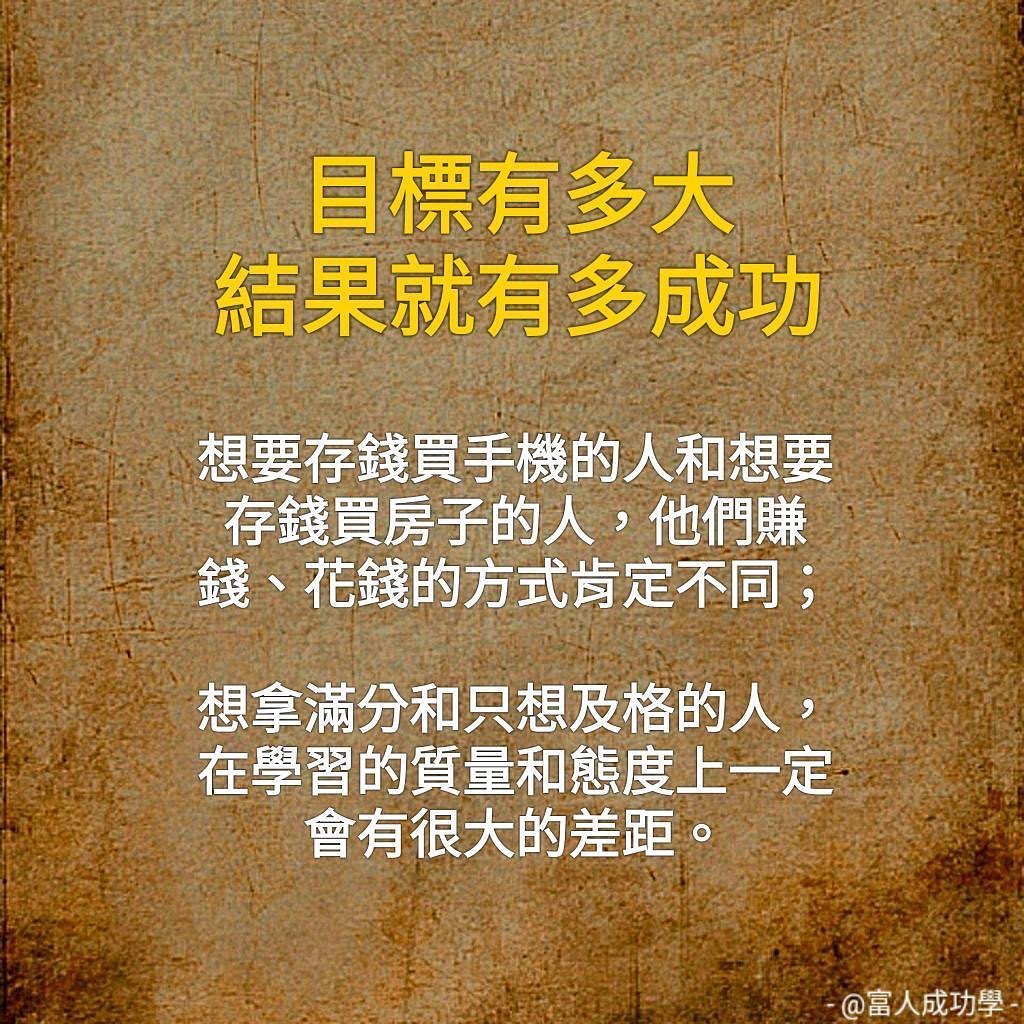 目標有多大
結果就有多成功
想要存錢買手機的人和想要
存錢買房子的人，他們賺
錢、花錢的方式肯定不同；
想拿滿分和只想及格的人，
在學習的質量和態度上一定
會有很大的差距。
- @富人成功學 -